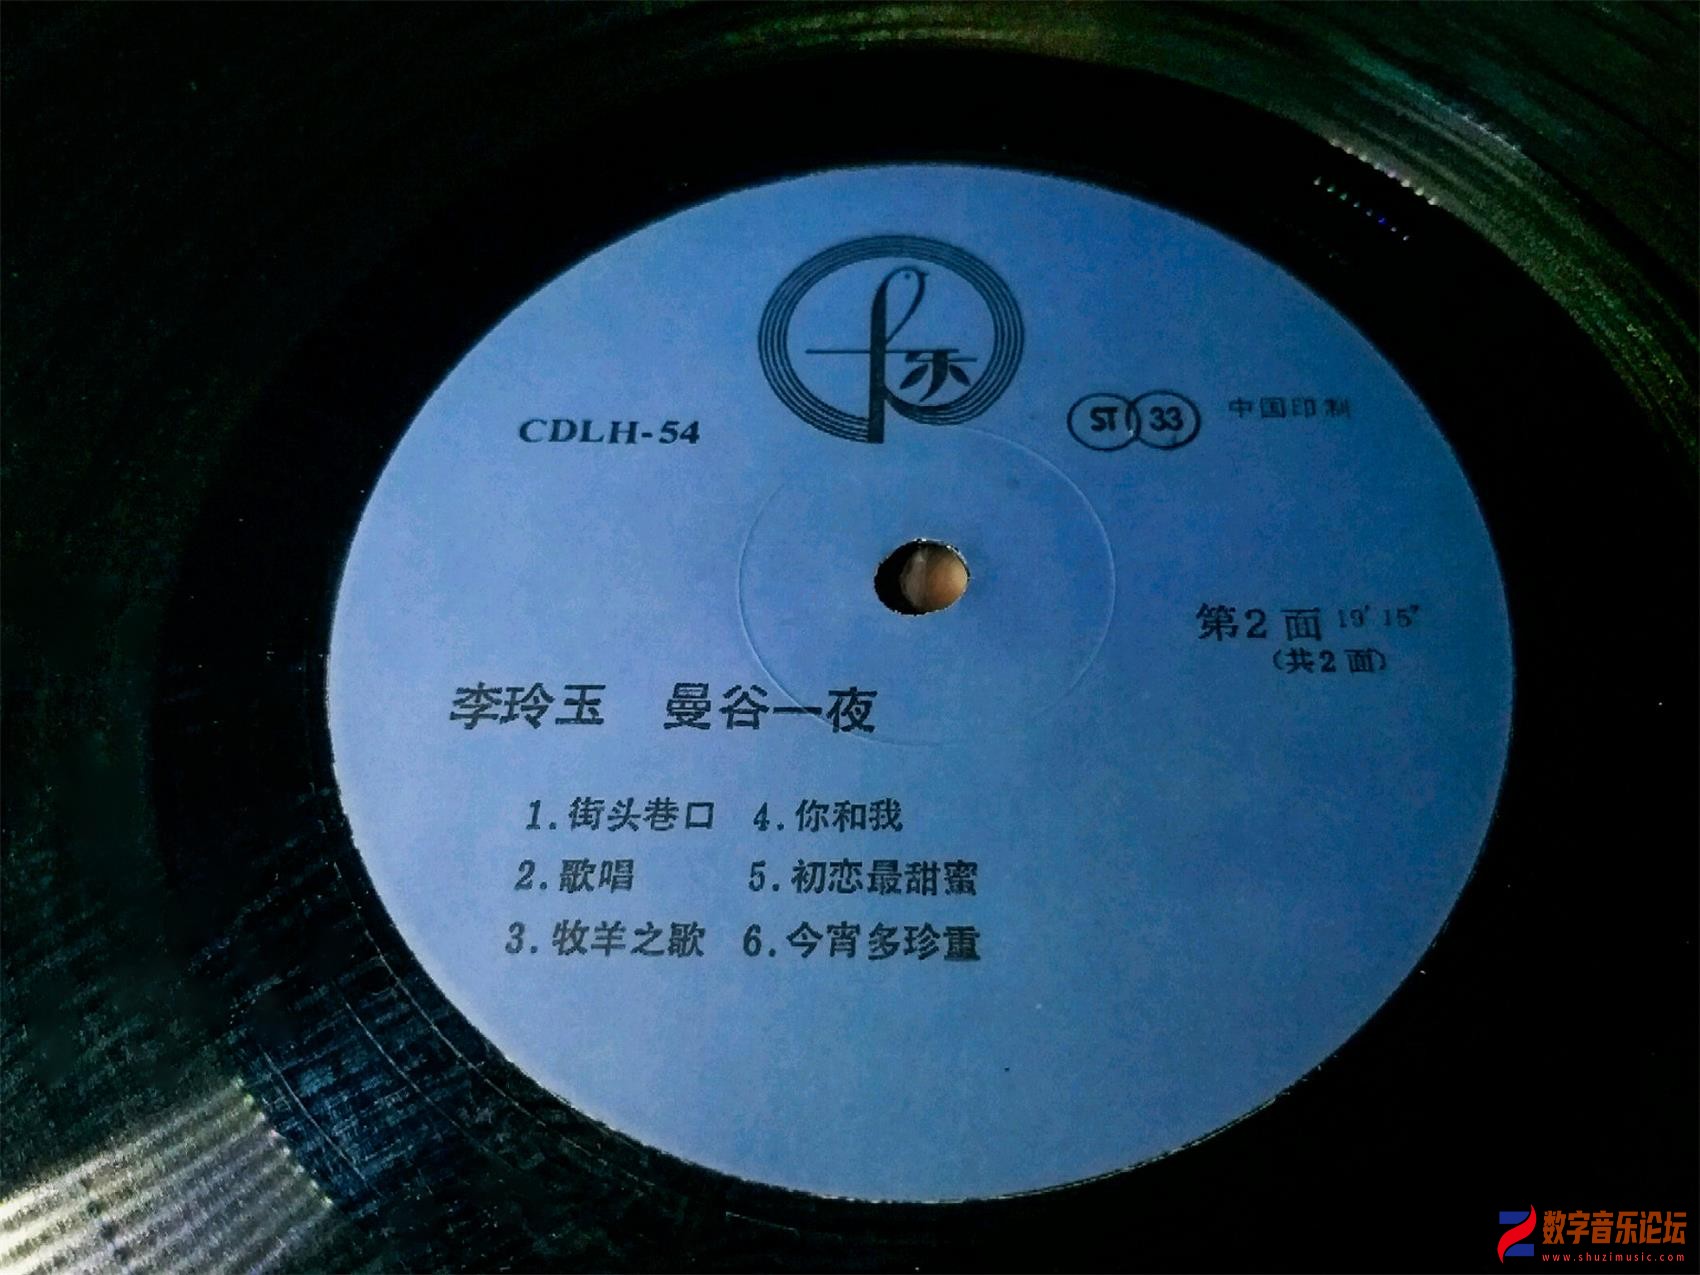 卡乐
CDLH-54
ST 33 中国印制
第2面 19′15″
(共2面)
李玲玉 曼谷一夜
1.街头巷口 4.你和我
2.歌唱 5.初恋最甜蜜
3.牧羊之歌 6.今宵多珍重
数字音乐论坛
www.shuzimusic.com